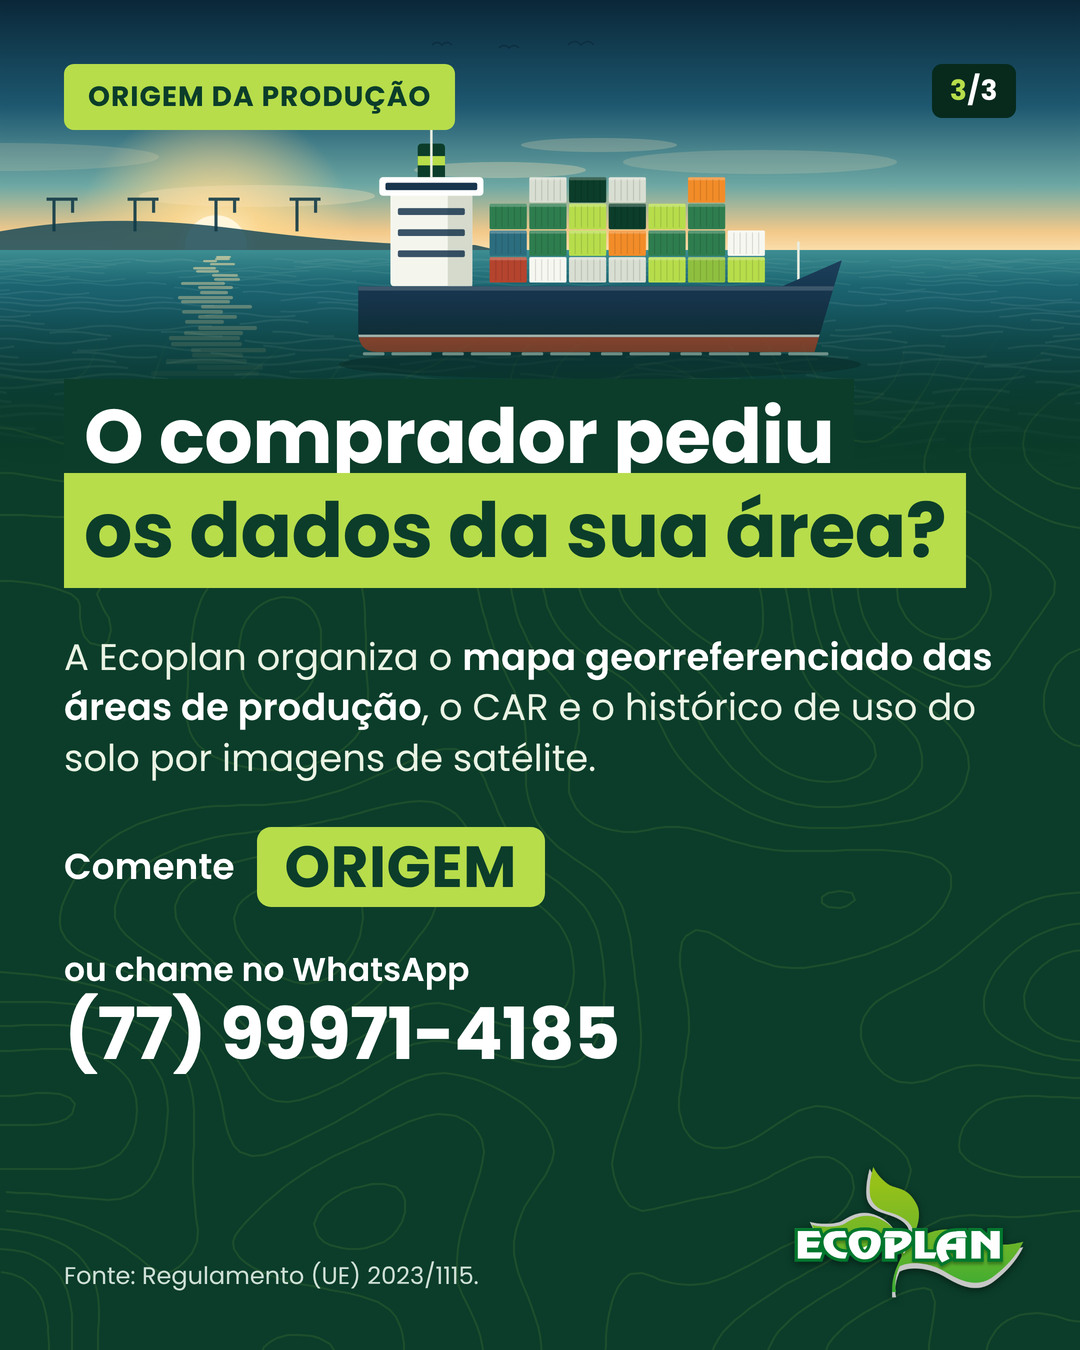 ORIGEM DA PRODUÇÃO
3/3
O comprador pediu
os dados da sua área?
A Ecoplan organiza o mapa georreferenciado das
áreas de produção, o CAR e o histórico de uso do
solo por imagens de satélite.
Comente ORIGEM
ou chame no WhatsApp
(77) 99971-4185
Fonte: Regulamento (UE) 2023/1115.
ECOPLAN